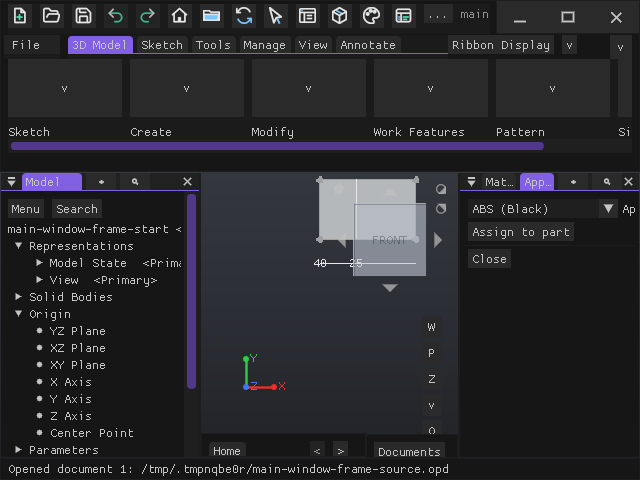 ... main
File 3D Model Sketch Tools Manage View Annotate Ribbon Display v v
v v v v v
Sketch Create Modify Work Features Pattern Si
Model Mat... App...
Menu Search ABS (Black) Ap
main-window-frame-start < Assign to part
Representations Close
Model State <Prima
View <Primary>
Solid Bodies
Origin
YZ Plane
XZ Plane
XY Plane
X Axis
Y Axis
Z Axis
Center Point
Parameters
FRONT
40 25
W
P
Z
v
O
Y
Z X
Home < > Documents
Opened document 1: /tmp/.tmpnqbe0r/main-window-frame-source.opd